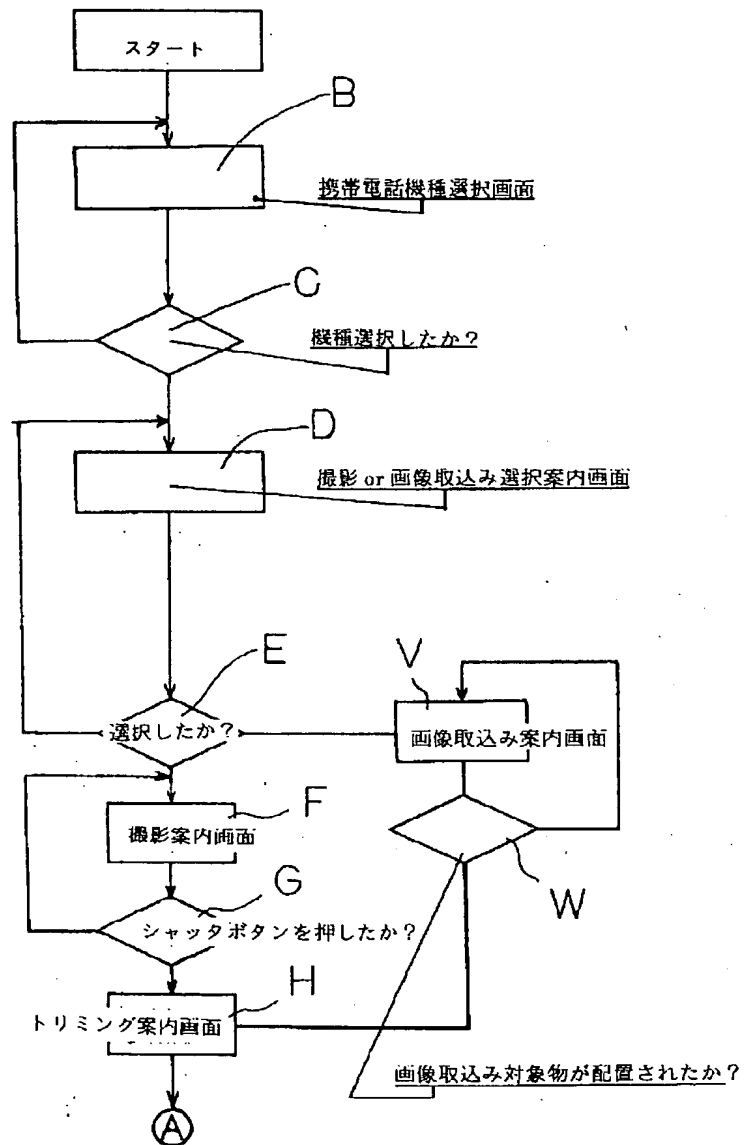 スタート
B
携帯電話機種選択画面
C
機種選択したか？
D
撮影 or 画像取込み選択案内画面
E
選択したか？
V
画像取込み案内画面
F
撮影案内画面
W
G
シャッタボタンを押したか？
H
トリミング案内画面
画像取込み対象物が配置されたか？
A